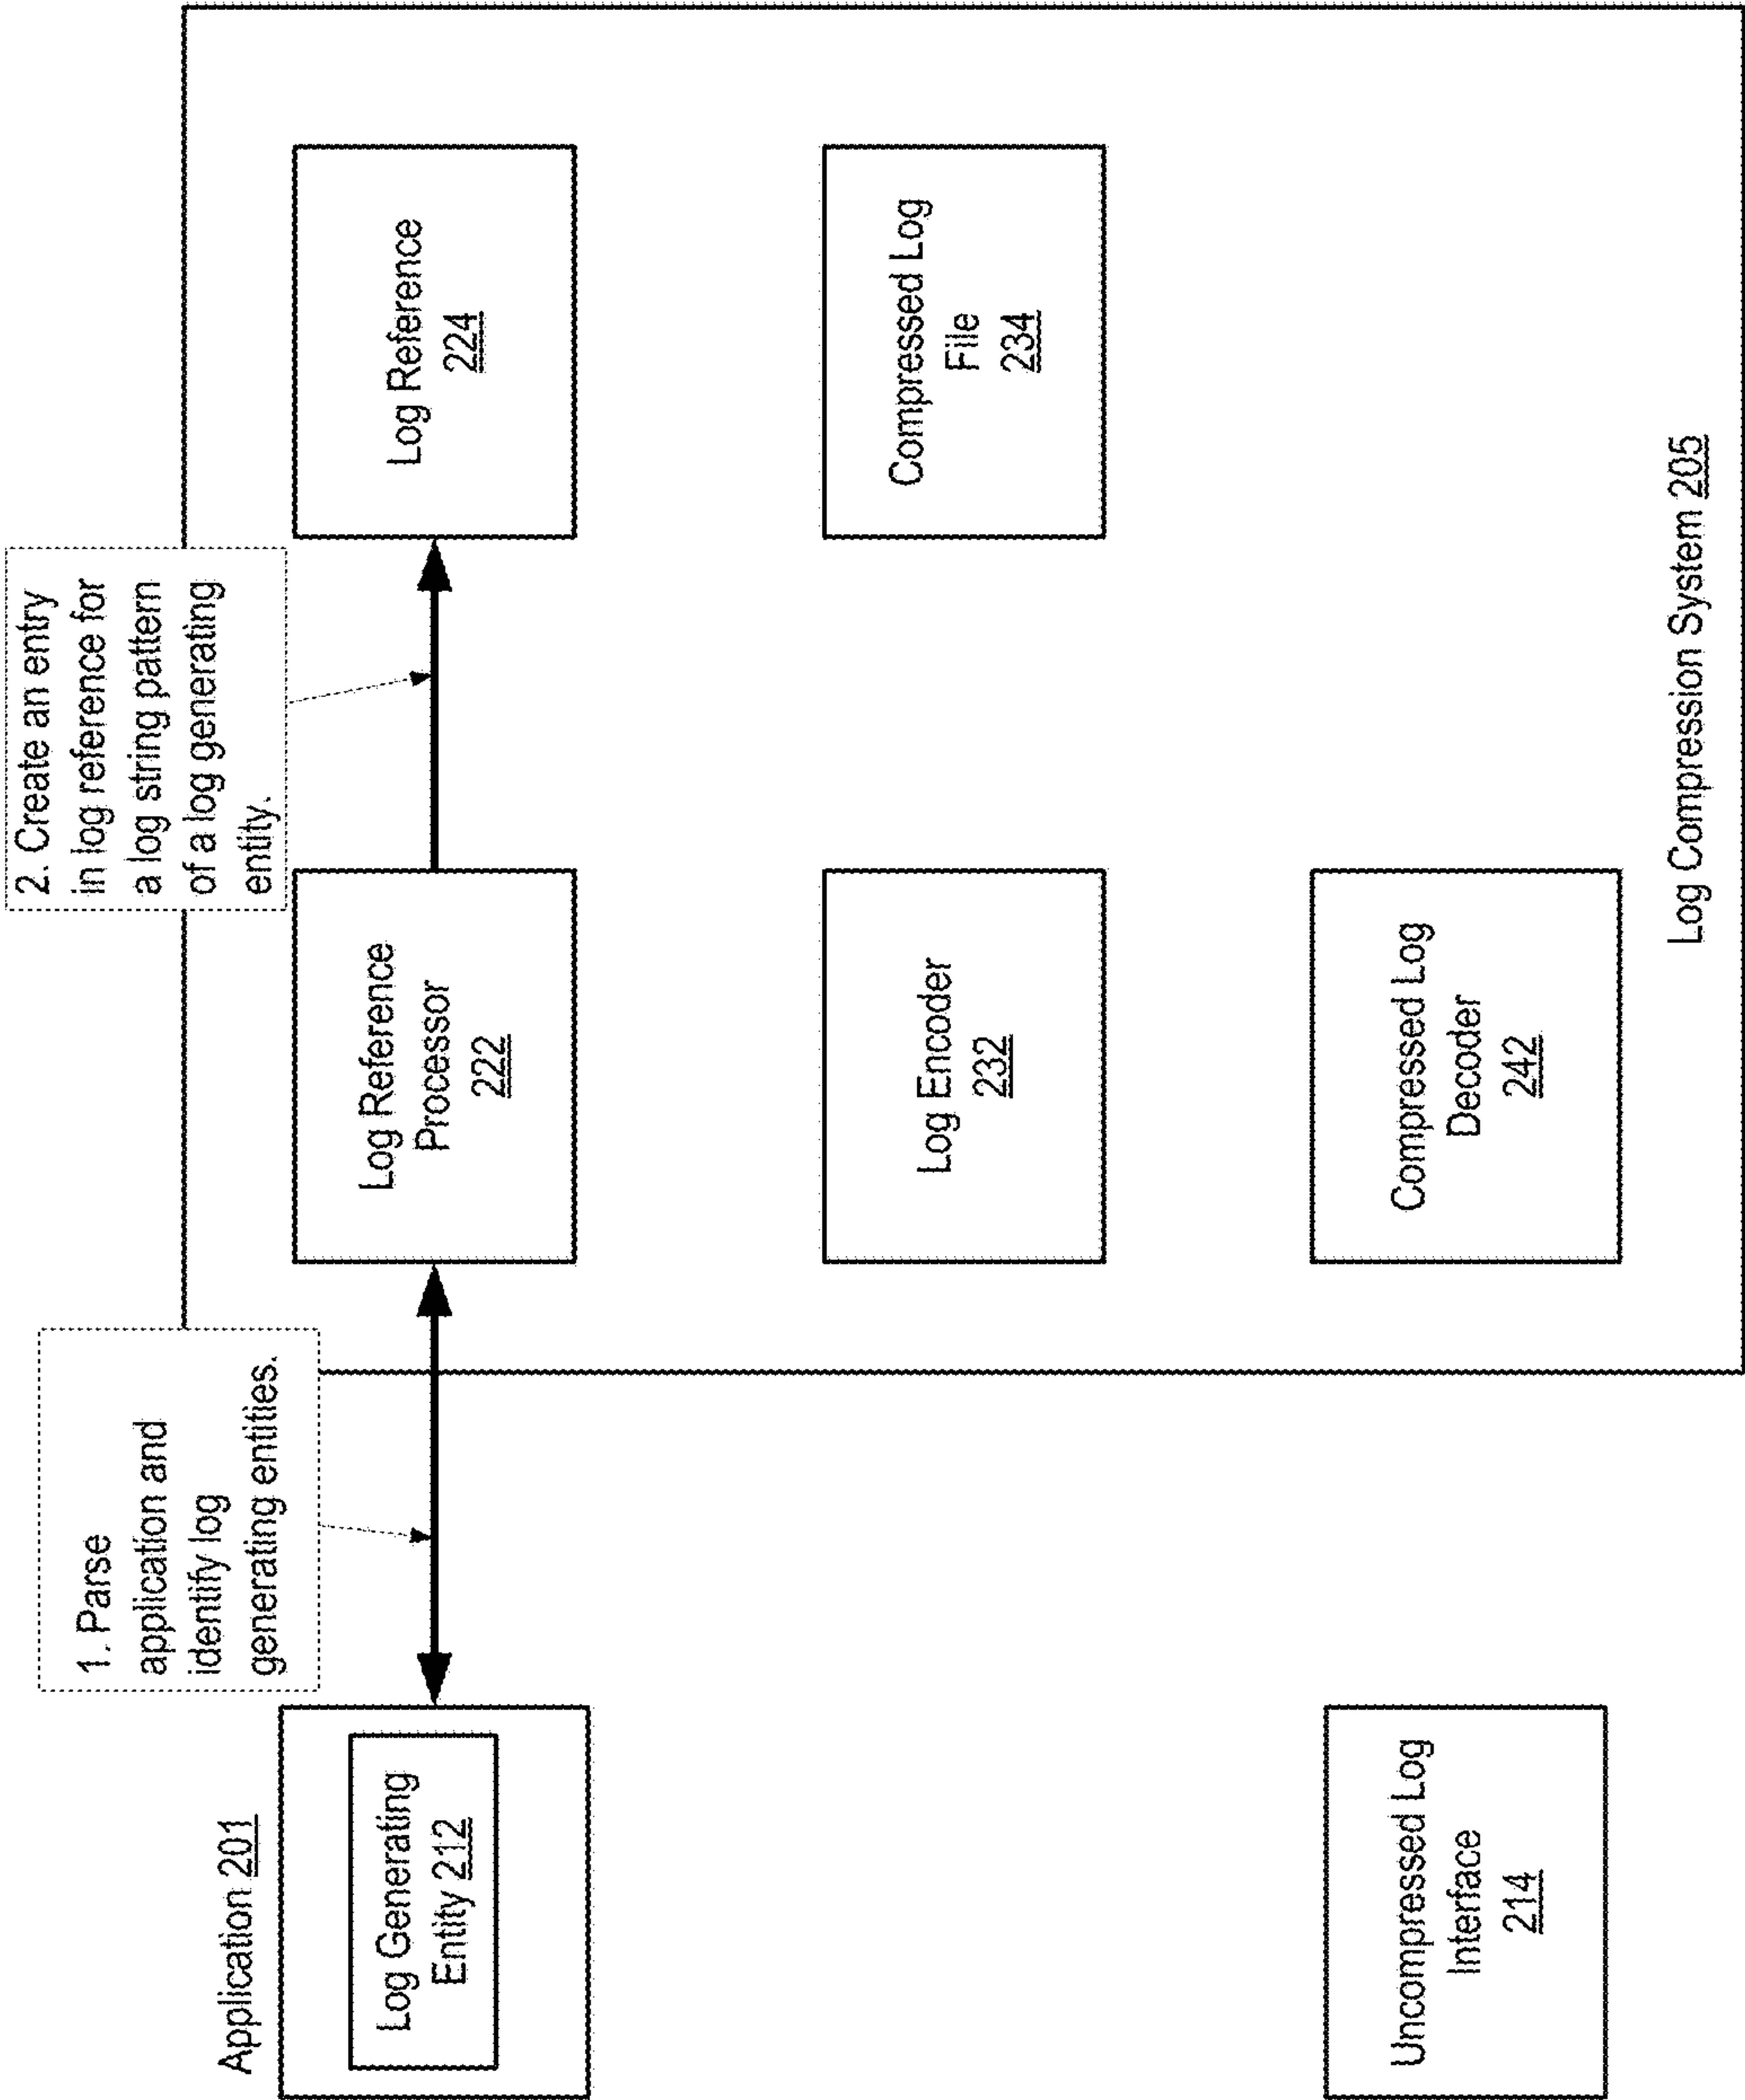 1. Parse
application and
identify log
generating entities.
2. Create an entry
in log reference for
a log string pattern
of a log generating
entity.
Application 201
Log Generating
Entity 212
Log Reference
Processor
222
Log Reference
224
Log Encoder
232
Compressed Log
File
234
Uncompressed Log
Interface
214
Compressed Log
Decoder
242
Log Compression System 205